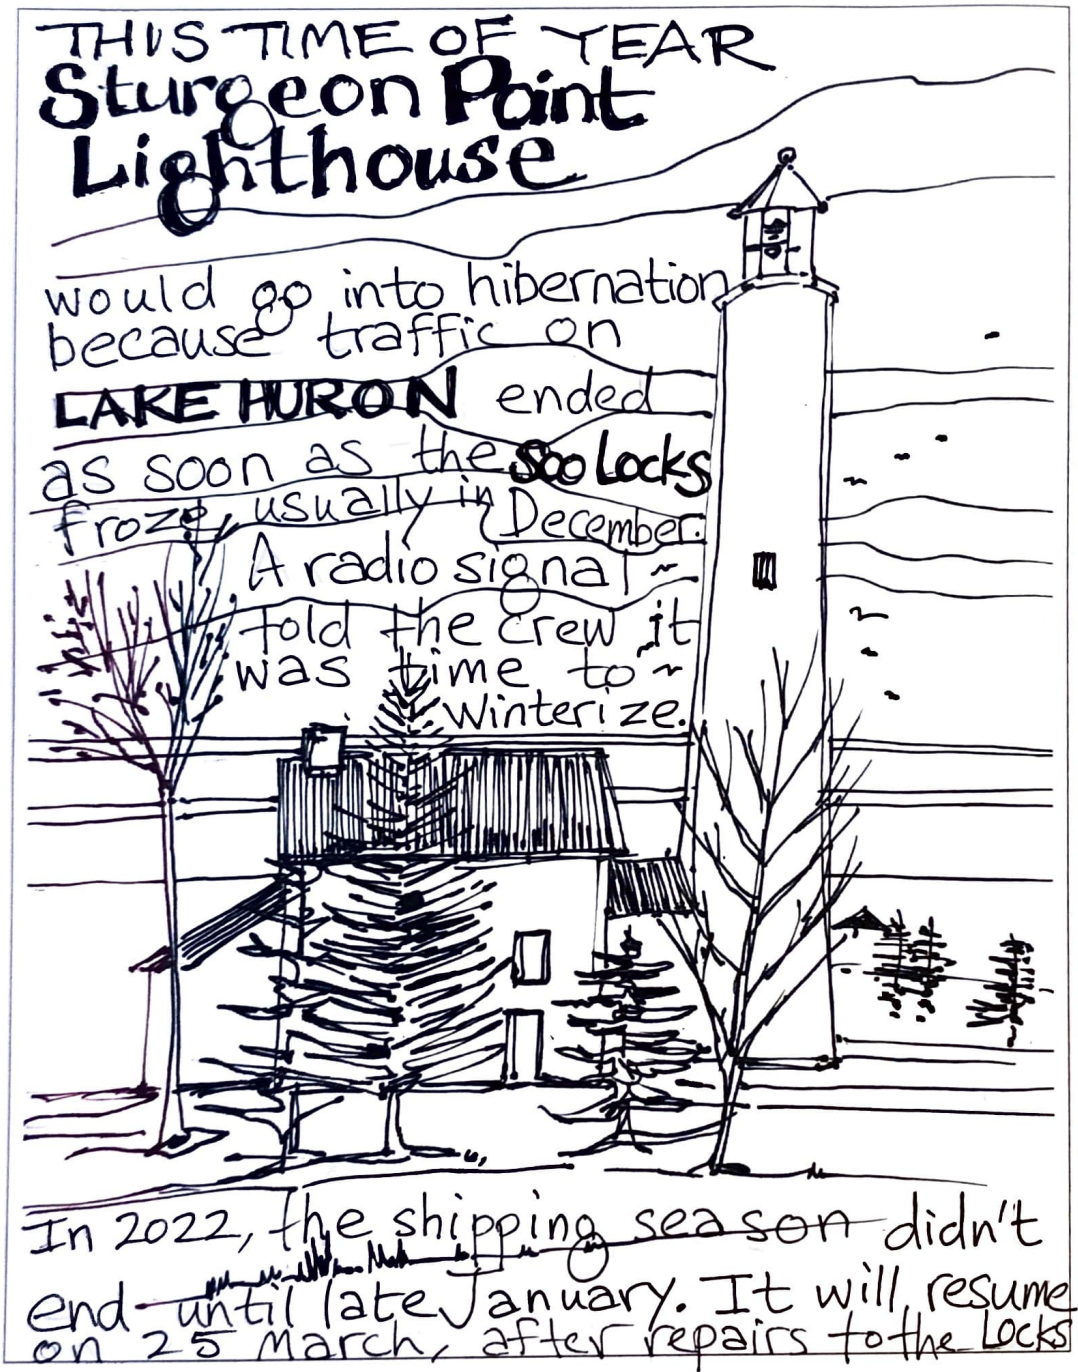 THIS TIME OF YEAR
Sturgeon Point
Lighthouse
would go into hibernation
because traffic on
LAKE HURON ended
as soon as the Soo Locks
froze, usually in December.
A radio signal
told the crew it
was time to
winterize.
In 2022, the shipping season didn't
end until late January. It will resume
on 25 March, after repairs to the Locks